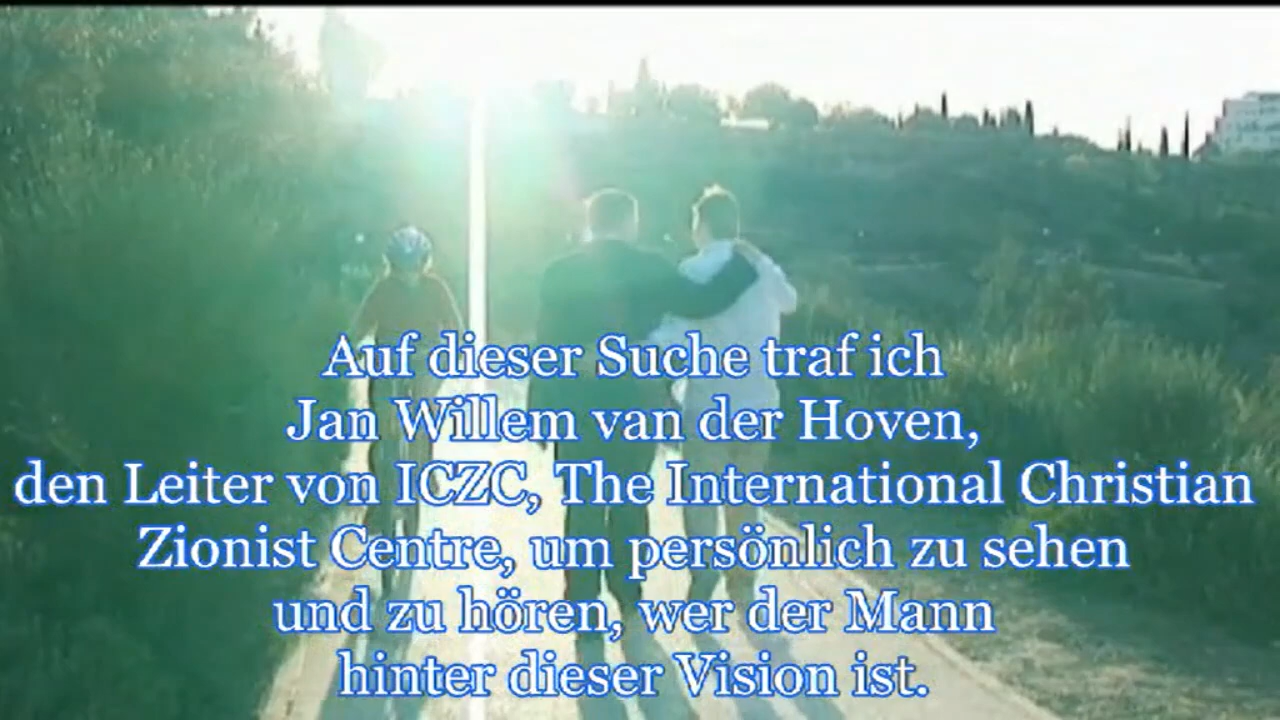 Auf dieser Suche traf ich
Jan Willem van der Hoven,
den Leiter von ICZC, The International Christian
Zionist Centre, um persönlich zu sehen
und zu hören, wer der Mann
hinter dieser Vision ist.